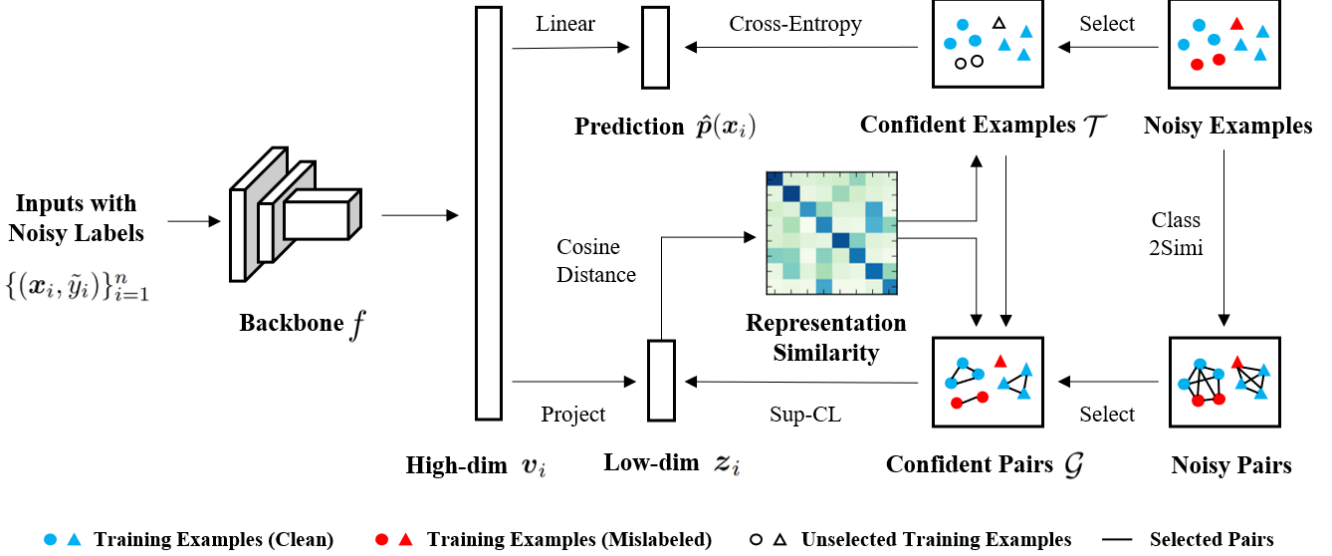 Linear
Cross-Entropy
Select
Prediction p̂(xᵢ)
Confident Examples 𝒯
Noisy Examples
Inputs with
Noisy Labels
{(xᵢ, ỹᵢ)}ⁿᵢ₌₁
Backbone f
Cosine
Distance
Class
2Simi
Representation
Similarity
Project
Sup-CL
Select
High-dim vᵢ
Low-dim zᵢ
Confident Pairs 𝒢
Noisy Pairs
Training Examples (Clean)
Training Examples (Mislabeled)
Unselected Training Examples
Selected Pairs